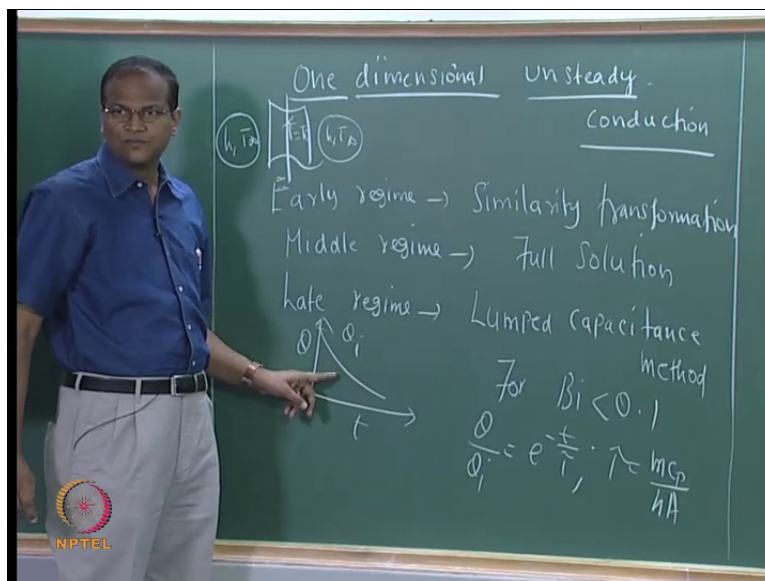 One dimensional Unsteady
Conduction
h, T∞
T=Ti
h, T∞
Early regime → Similarity transformation
Middle regime → Full Solution
Late regime → Lumped Capacitance
method
θ θi
t
For Bi < 0.1
θ/θi = e^-t/τ, τ = mcp/hA
NPTEL